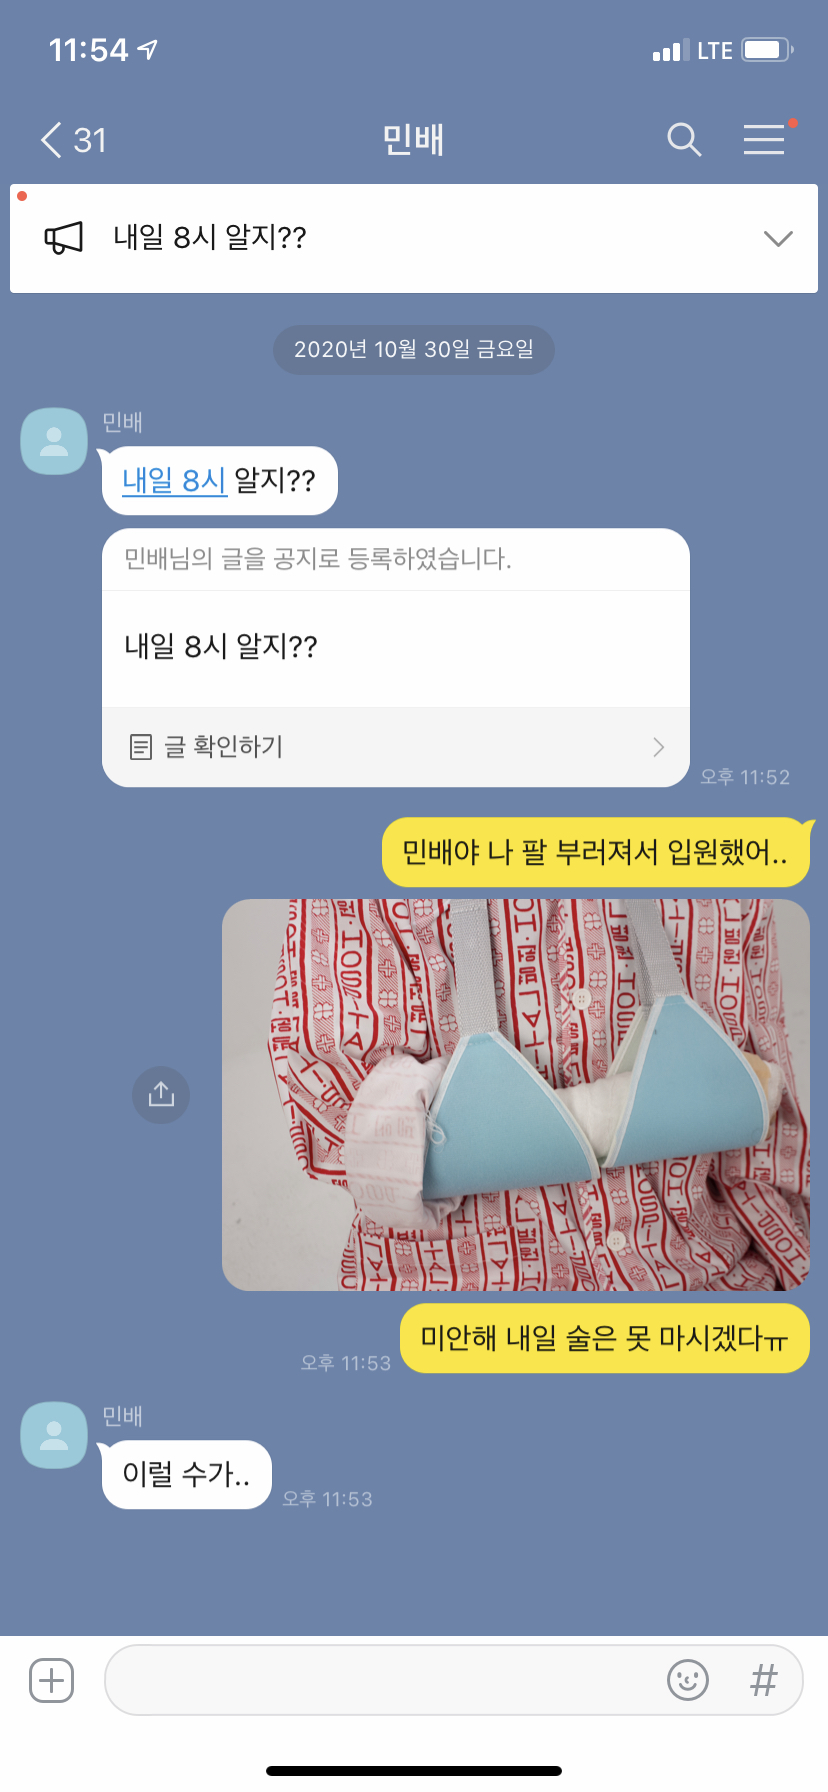 11:54
LTE
31
민배
내일 8시 알지??
2020년 10월 30일 금요일
민배
내일 8시 알지??
민배님의 글을 공지로 등록하였습니다.
내일 8시 알지??
글 확인하기
오후 11:52
민배야 나 팔 부러져서 입원했어..
병원·HOSPITAL
미안해 내일 술은 못 마시겠다ㅠ
오후 11:53
민배
이럴 수가..
오후 11:53
#